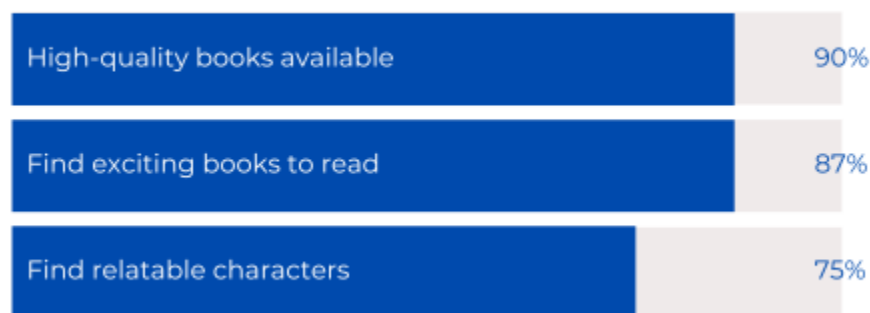 High-quality books available 90%
Find exciting books to read 87%
Find relatable characters 75%